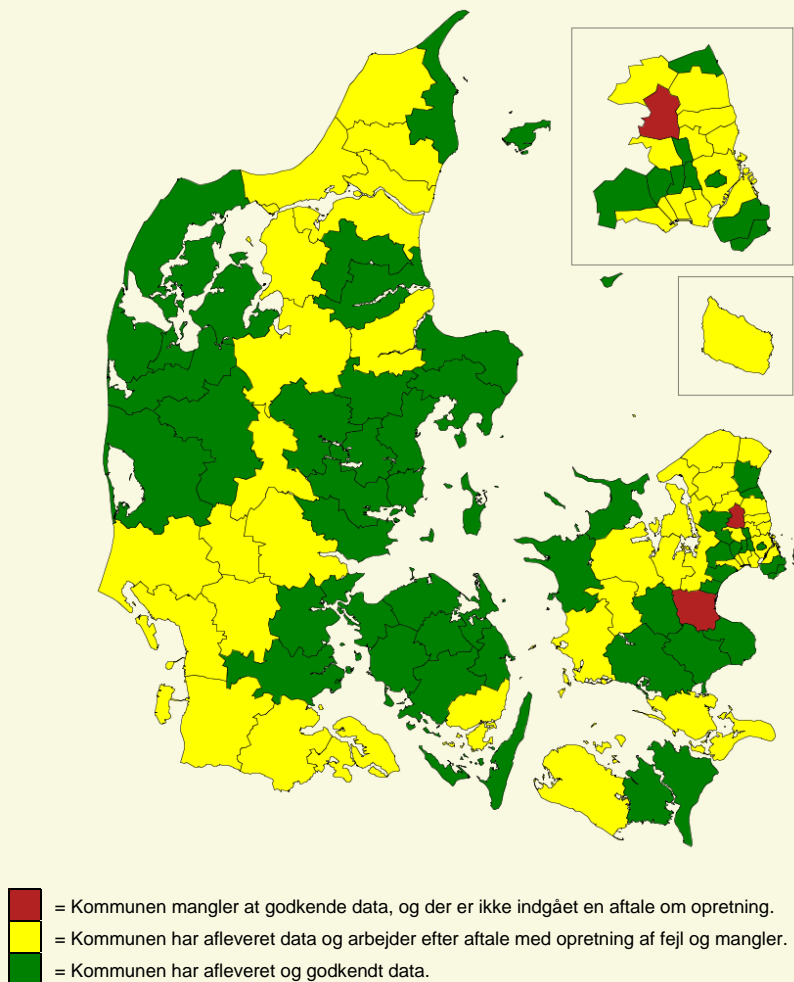 = Kommunen mangler at godkende data, og der er ikke indgået en aftale om opretning.
= Kommunen har afleveret data og arbejder efter aftale med opretning af fejl og mangler.
= Kommunen har afleveret og godkendt data.